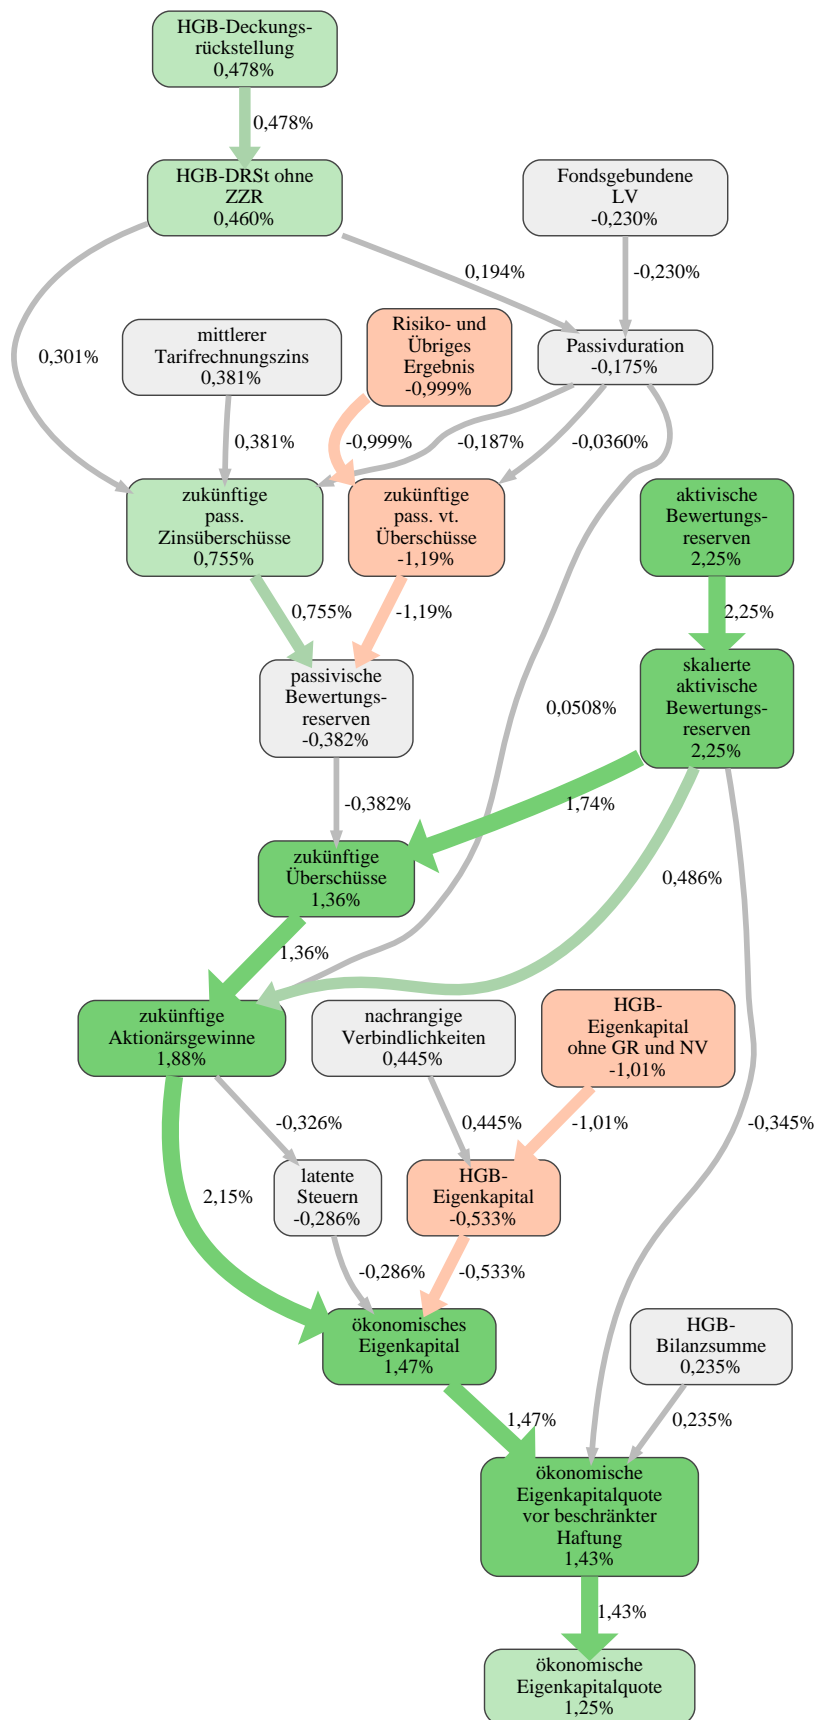 HGB-Deckungs-
rückstellung
0,478%
0,478%
HGB-DRSt ohne
ZZR
0,460%
Fondsgebundene
LV
-0,230%
0,194%
-0,230%
mittlerer
Tarifrechnungszins
0,381%
Risiko- und
Übriges
Ergebnis
-0,999%
Passivduration
-0,175%
0,301%
0,381%
-0,999%
-0,187%
-0,0360%
zukünftige
pass.
Zinsüberschüsse
0,755%
zukünftige
pass. vt.
Überschüsse
-1,19%
aktivische
Bewertungs-
reserven
2,25%
0,755%
-1,19%
2,25%
passivische
Bewertungs-
reserven
-0,382%
skalierte
aktivische
Bewertungs-
reserven
2,25%
0,0508%
-0,382%
1,74%
zukünftige
Überschüsse
1,36%
0,486%
1,36%
zukünftige
Aktionärsgewinne
1,88%
nachrangige
Verbindlichkeiten
0,445%
HGB-
Eigenkapital
ohne GR und NV
-1,01%
-0,326%
0,445%
-1,01%
-0,345%
latente
Steuern
-0,286%
HGB-
Eigenkapital
-0,533%
2,15%
-0,286%
-0,533%
ökonomisches
Eigenkapital
1,47%
HGB-
Bilanzsumme
0,235%
1,47%
0,235%
ökonomische
Eigenkapitalquote
vor beschränkter
Haftung
1,43%
1,43%
ökonomische
Eigenkapitalquote
1,25%